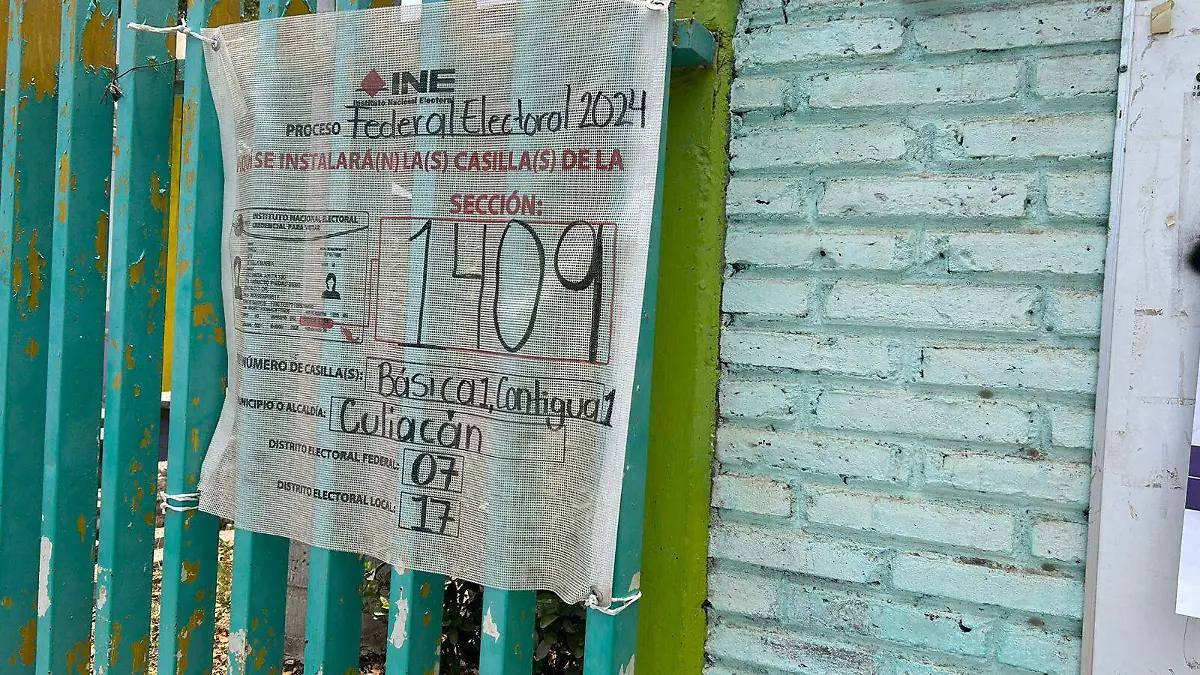 INE
Instituto Nacional Electoral
PROCESO Federal Electoral 2024
SE INSTALARÁ(N) LA(S) CASILLA(S) DE LA
SECCIÓN:
INSTITUTO NACIONAL ELECTORAL
CREDENCIAL PARA VOTAR
1409
NÚMERO DE CASILLA(S): Básica1, Contigua1
MUNICIPIO O ALCALDÍA: Culiacán
DISTRITO ELECTORAL FEDERAL: 07
DISTRITO ELECTORAL LOCAL: 17